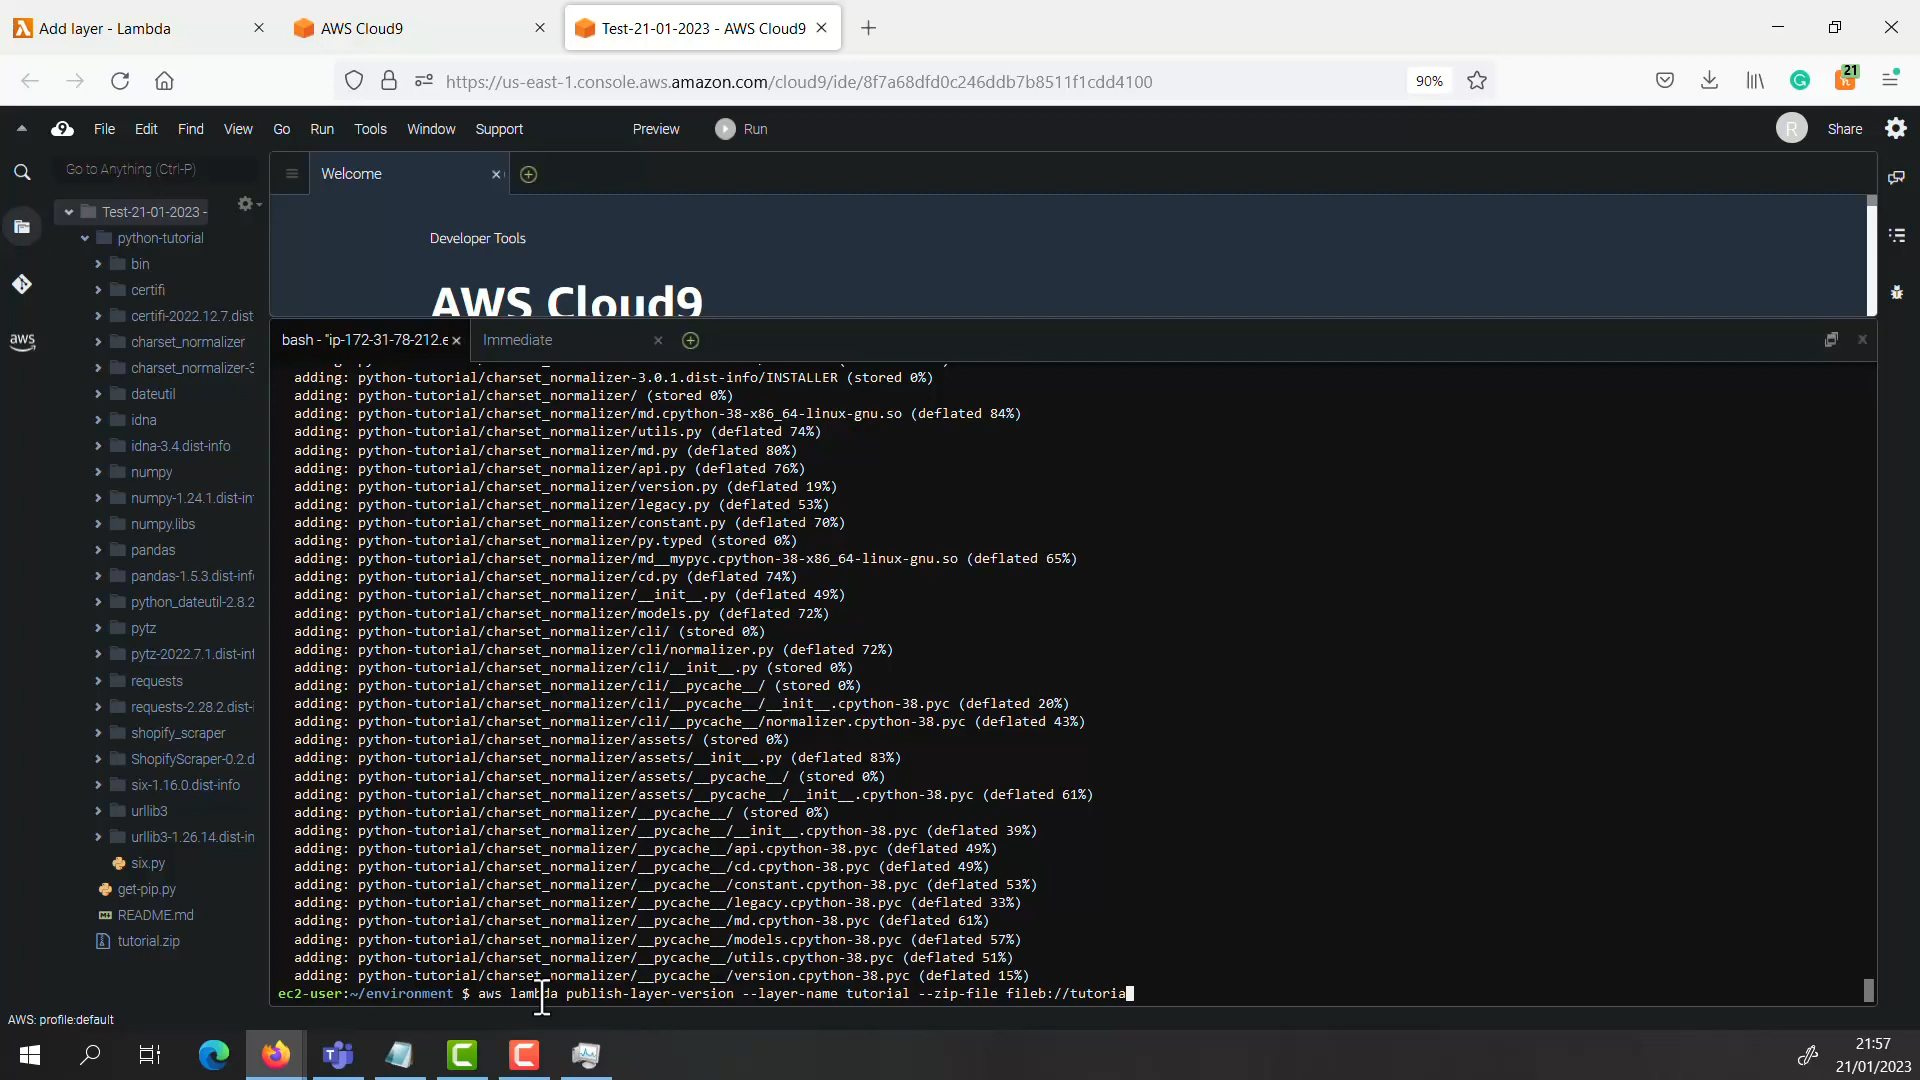 Add layer - Lambda
AWS Cloud9
Test-21-01-2023 - AWS Cloud9
https://us-east-1.console.aws.amazon.com/cloud9/ide/8f7a68dfd0c246ddb7b8511f1cdd4100
90%
21
File Edit Find View Go Run Tools Window Support Preview Run
R Share
Go to Anything (Ctrl-P)
Welcome
Developer Tools
AWS Cloud9
aws
Test-21-01-2023 -
python-tutorial
bin
certifi
certifi-2022.12.7.dist
charset_normalizer
charset_normalizer-3
dateutil
idna
idna-3.4.dist-info
numpy
numpy-1.24.1.dist-in
numpy.libs
pandas
pandas-1.5.3.dist-inf
python_dateutil-2.8.2
pytz
pytz-2022.7.1.dist-inf
requests
requests-2.28.2.dist-
shopify_scraper
ShopifyScraper-0.2.d
six-1.16.0.dist-info
urllib3
urllib3-1.26.14.dist-in
six.py
get-pip.py
README.md
tutorial.zip
bash - "ip-172-31-78-212.e
Immediate
adding: python-tutorial/charset_normalizer-3.0.1.dist-info/INSTALLER (stored 0%)
adding: python-tutorial/charset_normalizer/ (stored 0%)
adding: python-tutorial/charset_normalizer/md.cpython-38-x86_64-linux-gnu.so (deflated 84%)
adding: python-tutorial/charset_normalizer/utils.py (deflated 74%)
adding: python-tutorial/charset_normalizer/md.py (deflated 80%)
adding: python-tutorial/charset_normalizer/api.py (deflated 76%)
adding: python-tutorial/charset_normalizer/version.py (deflated 19%)
adding: python-tutorial/charset_normalizer/legacy.py (deflated 53%)
adding: python-tutorial/charset_normalizer/constant.py (deflated 70%)
adding: python-tutorial/charset_normalizer/py.typed (stored 0%)
adding: python-tutorial/charset_normalizer/md__mypyc.cpython-38-x86_64-linux-gnu.so (deflated 65%)
adding: python-tutorial/charset_normalizer/cd.py (deflated 74%)
adding: python-tutorial/charset_normalizer/__init__.py (deflated 49%)
adding: python-tutorial/charset_normalizer/models.py (deflated 72%)
adding: python-tutorial/charset_normalizer/cli/ (stored 0%)
adding: python-tutorial/charset_normalizer/cli/normalizer.py (deflated 72%)
adding: python-tutorial/charset_normalizer/cli/__init__.py (stored 0%)
adding: python-tutorial/charset_normalizer/cli/__pycache__/ (stored 0%)
adding: python-tutorial/charset_normalizer/cli/__pycache__/__init__.cpython-38.pyc (deflated 20%)
adding: python-tutorial/charset_normalizer/cli/__pycache__/normalizer.cpython-38.pyc (deflated 43%)
adding: python-tutorial/charset_normalizer/assets/ (stored 0%)
adding: python-tutorial/charset_normalizer/assets/__init__.py (deflated 83%)
adding: python-tutorial/charset_normalizer/assets/__pycache__/ (stored 0%)
adding: python-tutorial/charset_normalizer/assets/__pycache__/__init__.cpython-38.pyc (deflated 61%)
adding: python-tutorial/charset_normalizer/__pycache__/ (stored 0%)
adding: python-tutorial/charset_normalizer/__pycache__/__init__.cpython-38.pyc (deflated 39%)
adding: python-tutorial/charset_normalizer/__pycache__/api.cpython-38.pyc (deflated 49%)
adding: python-tutorial/charset_normalizer/__pycache__/cd.cpython-38.pyc (deflated 49%)
adding: python-tutorial/charset_normalizer/__pycache__/constant.cpython-38.pyc (deflated 53%)
adding: python-tutorial/charset_normalizer/__pycache__/legacy.cpython-38.pyc (deflated 33%)
adding: python-tutorial/charset_normalizer/__pycache__/md.cpython-38.pyc (deflated 61%)
adding: python-tutorial/charset_normalizer/__pycache__/models.cpython-38.pyc (deflated 57%)
adding: python-tutorial/charset_normalizer/__pycache__/utils.cpython-38.pyc (deflated 51%)
adding: python-tutorial/charset_normalizer/__pycache__/version.cpython-38.pyc (deflated 15%)
ec2-user:~/environment $ aws lambda publish-layer-version --layer-name tutorial --zip-file fileb://tutoria
AWS: profile:default
21:57
21/01/2023